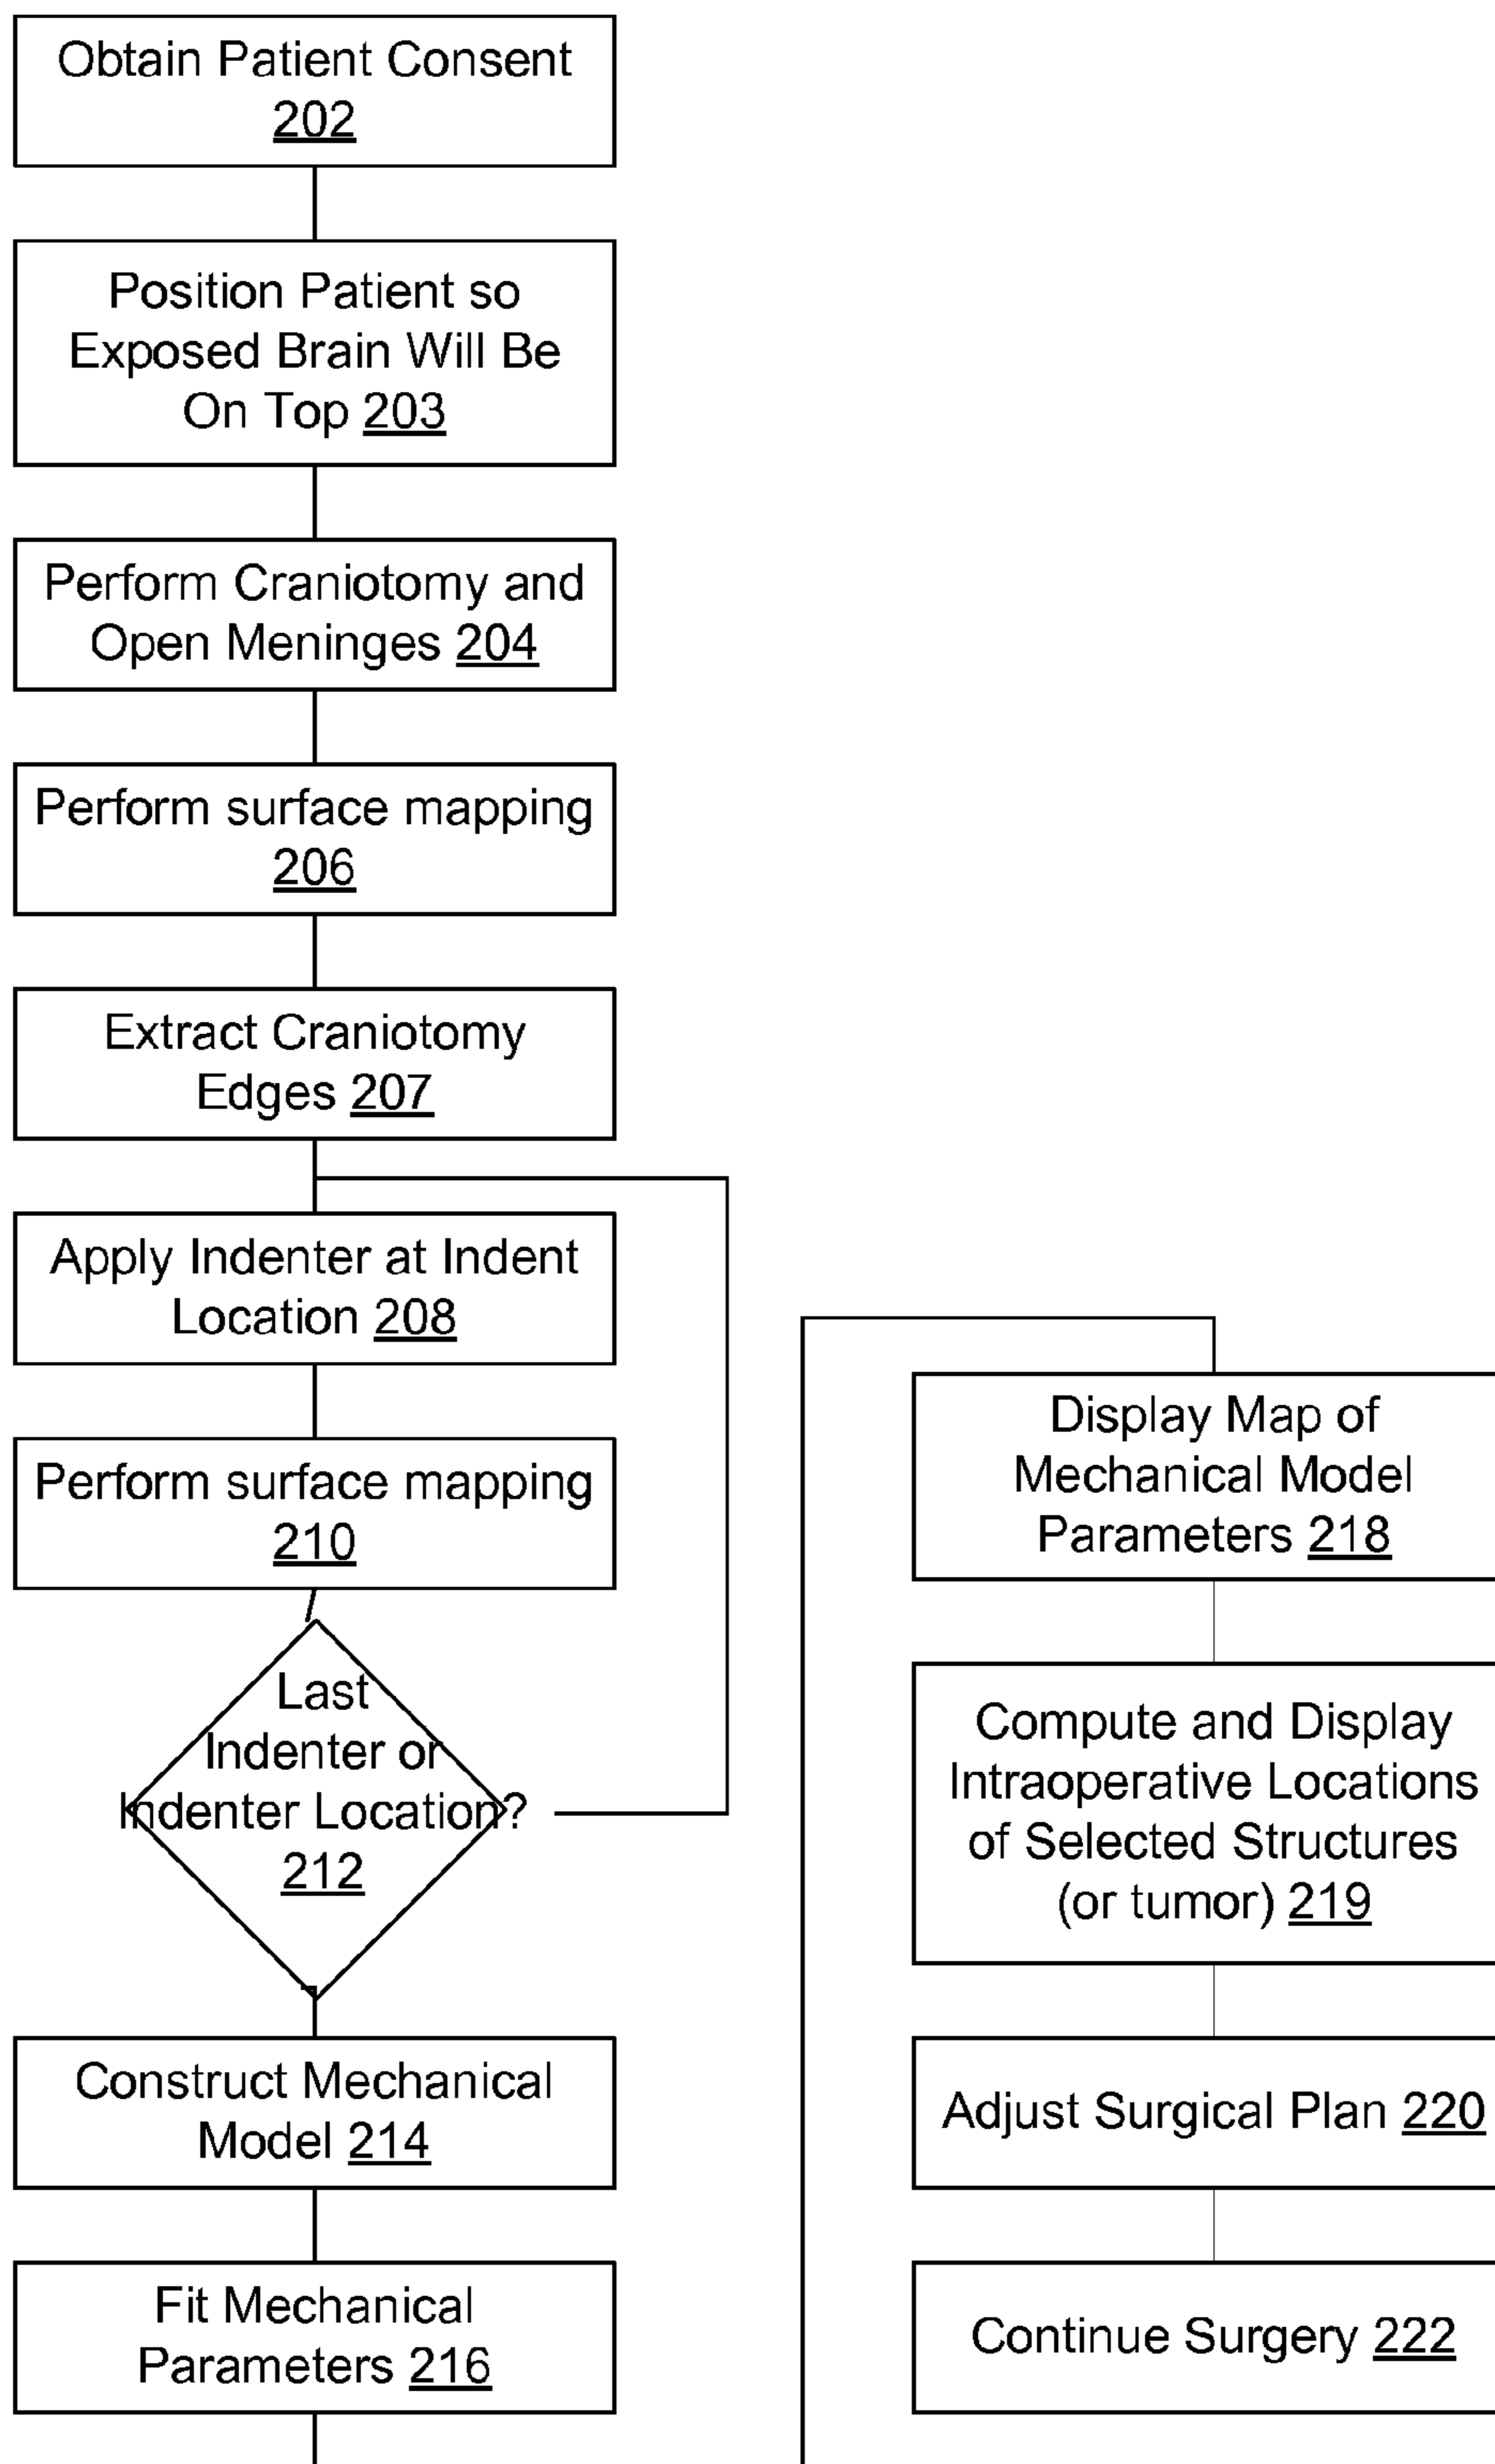 Obtain Patient Consent
202
Position Patient so
Exposed Brain Will Be
On Top 203
Perform Craniotomy and
Open Meninges 204
Perform surface mapping
206
Extract Craniotomy
Edges 207
Apply Indenter at Indent
Location 208
Perform surface mapping
210
Last
Indenter or
Indenter Location?
212
Construct Mechanical
Model 214
Fit Mechanical
Parameters 216
Display Map of
Mechanical Model
Parameters 218
Compute and Display
Intraoperative Locations
of Selected Structures
(or tumor) 219
Adjust Surgical Plan 220
Continue Surgery 222